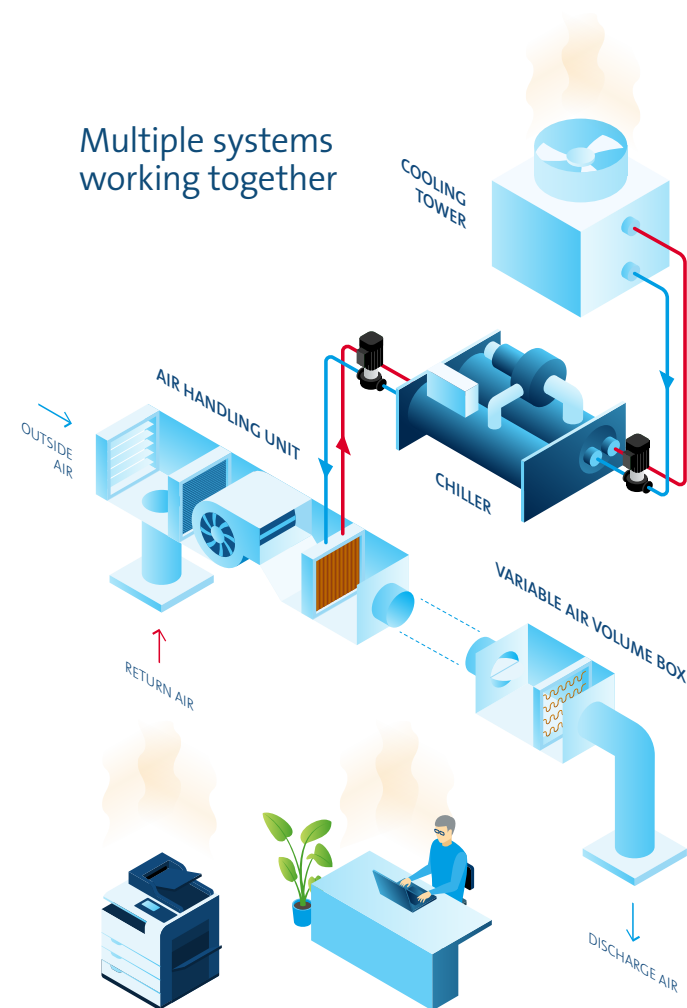 Multiple systems
working together
COOLING
TOWER
AIR HANDLING UNIT
OUTSIDE
AIR
CHILLER
VARIABLE AIR VOLUME BOX
RETURN AIR
DISCHARGE AIR